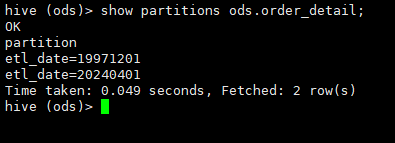 hive (ods)> show partitions ods.order_detail;
OK
partition
etl_date=19971201
etl_date=20240401
Time taken: 0.049 seconds, Fetched: 2 row(s)
hive (ods)>